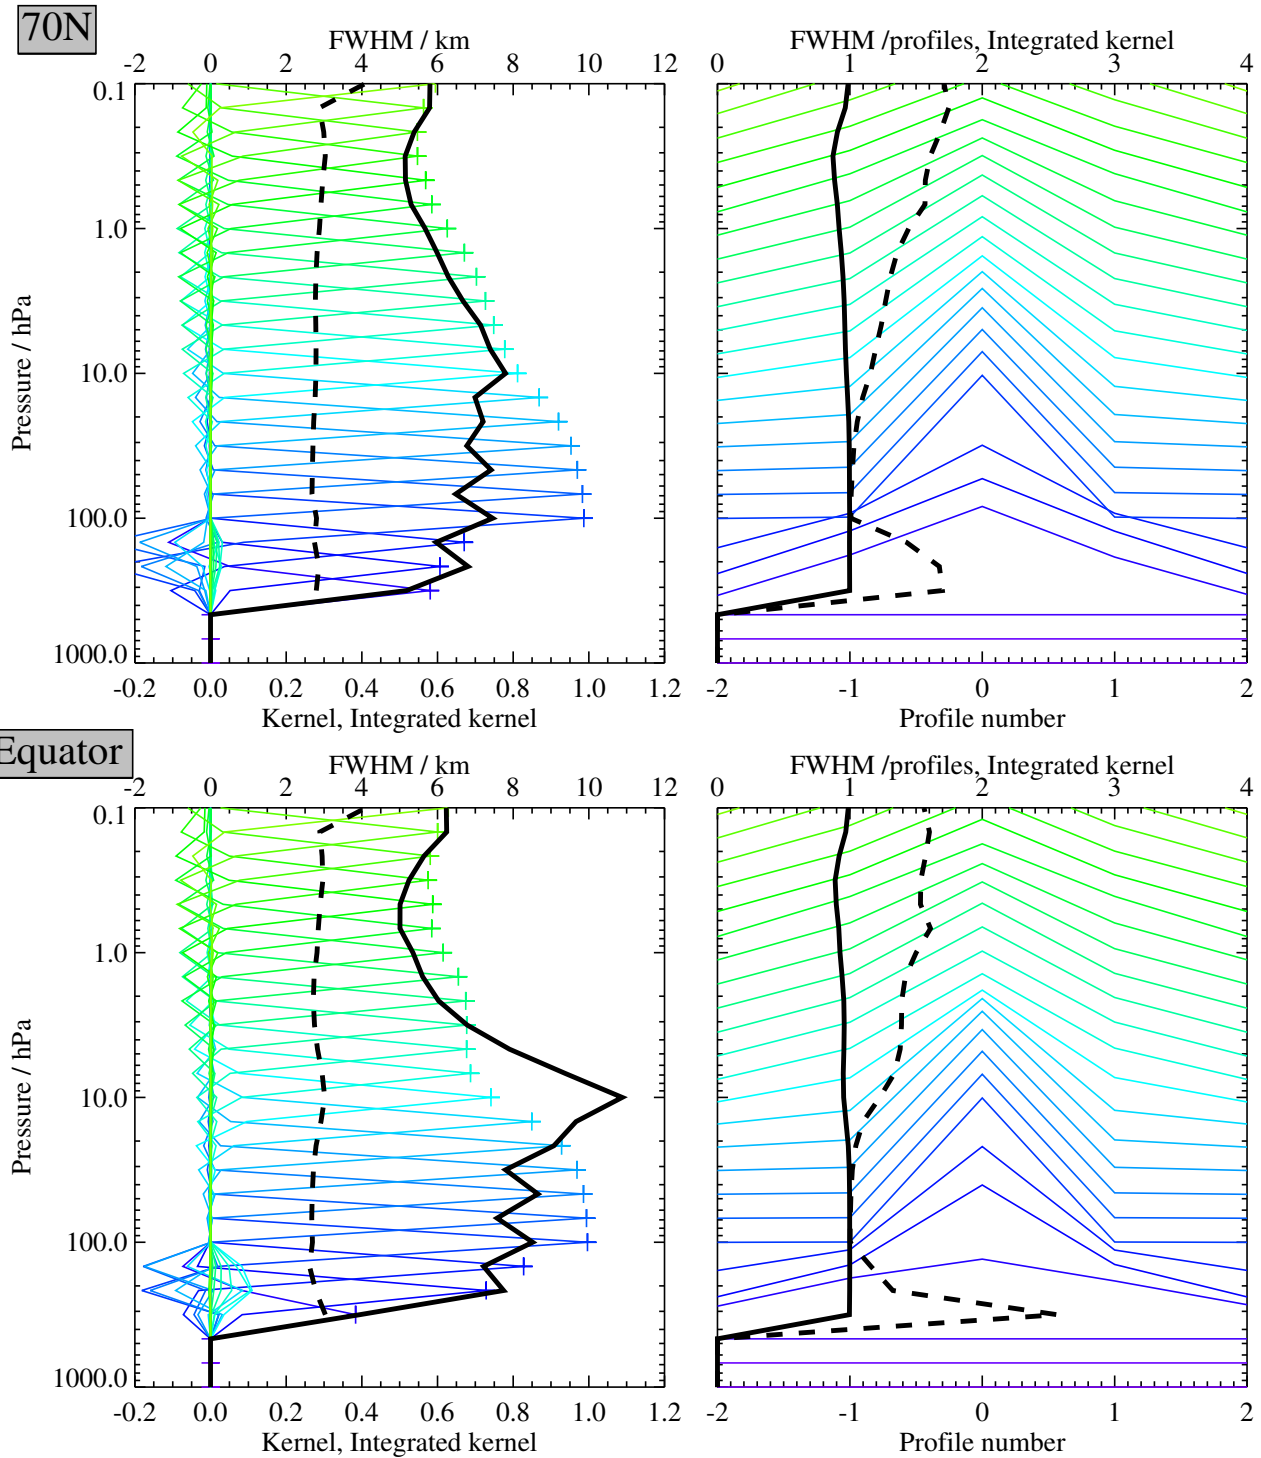 70N
FWHM / km
FWHM /profiles, Integrated kernel
-2 0 2 4 6 8 10 12
0 1 2 3 4
0.1
1.0
10.0
100.0
1000.0
Pressure / hPa
-0.2 0.0 0.2 0.4 0.6 0.8 1.0 1.2
-2 -1 0 1 2
Kernel, Integrated kernel
Profile number
Equator
FWHM / km
FWHM /profiles, Integrated kernel
-2 0 2 4 6 8 10 12
0 1 2 3 4
0.1
1.0
10.0
100.0
1000.0
Pressure / hPa
-0.2 0.0 0.2 0.4 0.6 0.8 1.0 1.2
-2 -1 0 1 2
Kernel, Integrated kernel
Profile number